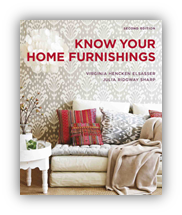 SECOND EDITION
KNOW YOUR
HOME FURNISHINGS
VIRGINIA HENCKEN ELSASSER
JULIA RIDGWAY SHARP